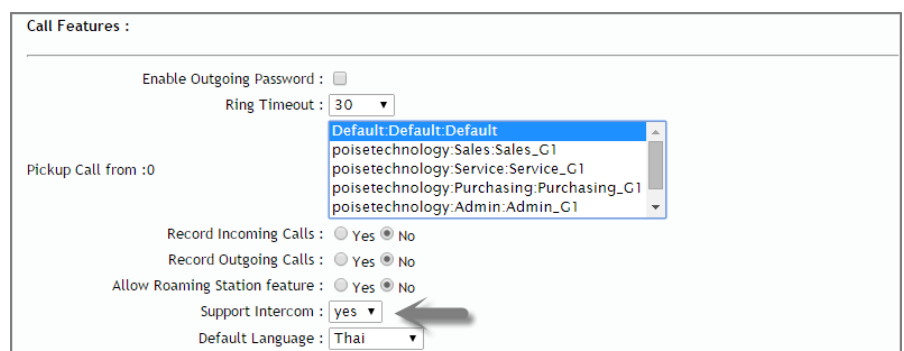 Call Features :
Enable Outgoing Password :
Ring Timeout : 30
Default:Default:Default
poisetechnology:Sales:Sales_G1
Pickup Call from :0 poisetechnology:Service:Service_G1
poisetechnology:Purchasing:Purchasing_G1
poisetechnology:Admin:Admin_G1
Record Incoming Calls : Yes No
Record Outgoing Calls : Yes No
Allow Roaming Station feature : Yes No
Support Intercom : yes
Default Language : Thai